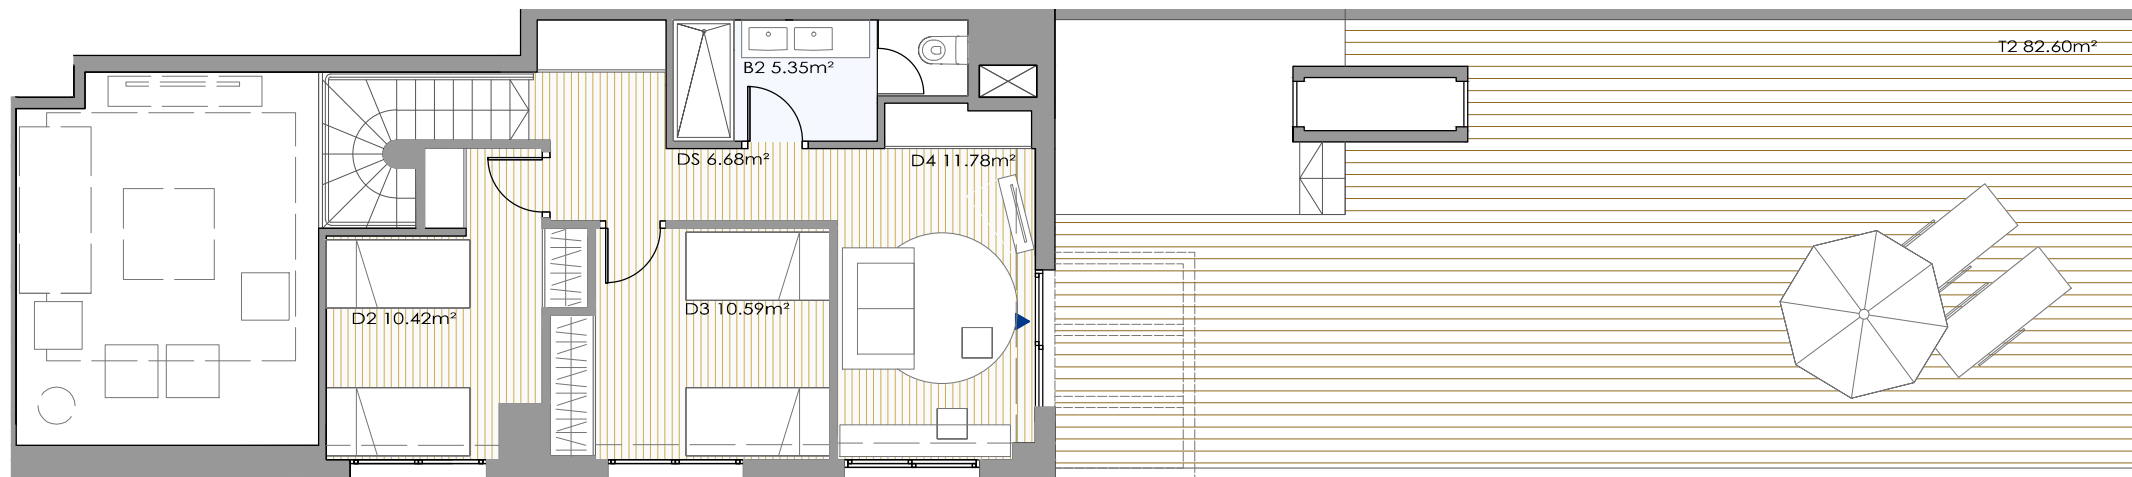 T2 82.60m²
B2 5.35m²
DS 6.68m²
D4 11.78m²
D3 10.59m²
D2 10.42m²